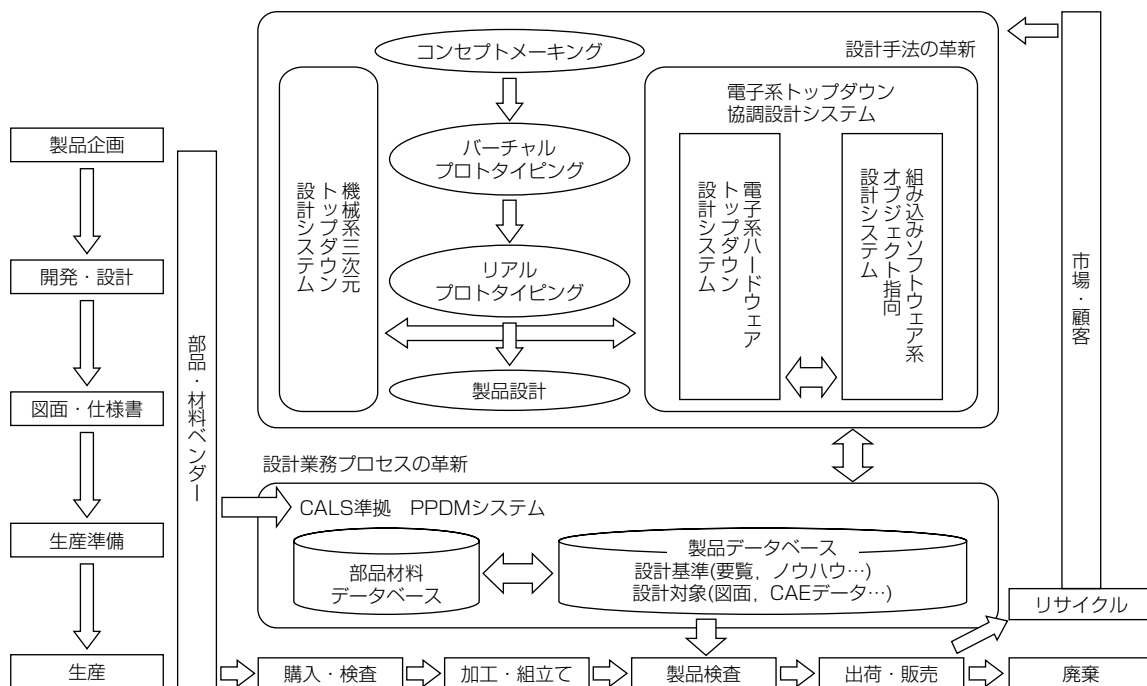 設計手法の革新
コンセプトメーキング
バーチャル
プロトタイピング
リアル
プロトタイピング
製品設計
機械系三次元
トップダウン
設計システム
電子系トップダウン
協調設計システム
電子系ハードウェア
トップダウン
設計システム
組み込みソフトウェア系
オブジェクト指向
設計システム
製品企画
開発・設計
図面・仕様書
生産準備
生産
部品・材料ベンダー
市場・顧客
設計業務プロセスの革新
CALS準拠 PPDMシステム
部品材料
データベース
製品データベース
設計基準(要覧，ノウハウ…)
設計対象(図面，CAEデータ…)
リサイクル
購入・検査
加工・組立て
製品検査
出荷・販売
廃棄